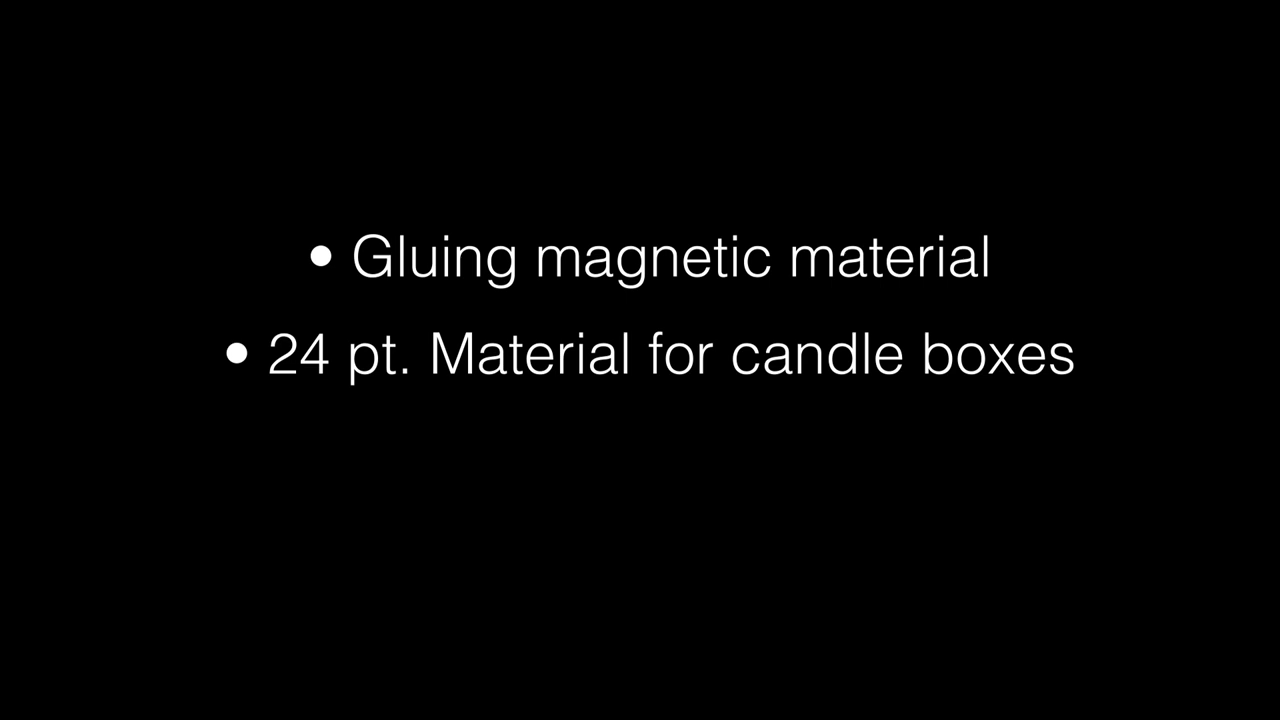 • Gluing magnetic material
• 24 pt. Material for candle boxes